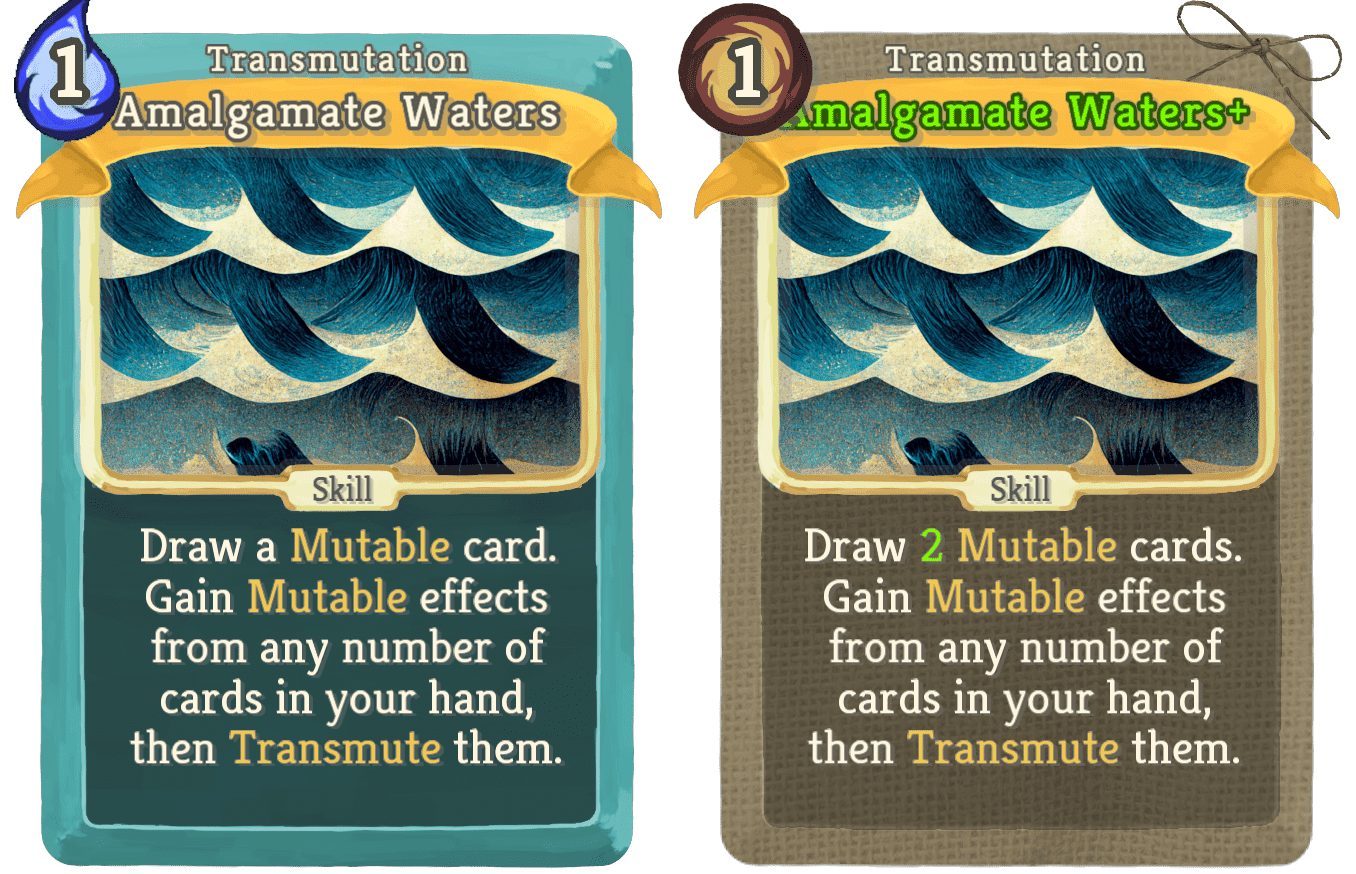 1
Transmutation
Amalgamate Waters
Skill
Draw a Mutable card.
Gain Mutable effects
from any number of
cards in your hand,
then Transmute them.
1
Transmutation
Amalgamate Waters+
Skill
Draw 2 Mutable cards.
Gain Mutable effects
from any number of
cards in your hand,
then Transmute them.